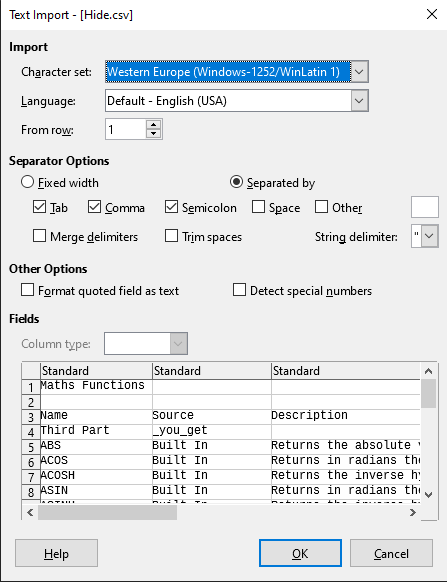 Text Import - [Hide.csv]
Import
Character set: Western Europe (Windows-1252/WinLatin 1)
Language: Default - English (USA)
From row: 1
Separator Options
Fixed width Separated by
Tab Comma Semicolon Space Other
Merge delimiters Trim spaces String delimiter: "
Other Options
Format quoted field as text Detect special numbers
Fields
Column type:
Standard Standard Standard
1 Maths Functions
2
3 Name Source Description
4 Third Part _you_get
5 ABS Built In Returns the absolute
6 ACOS Built In Returns in radians the
7 ACOSH Built In Returns the inverse
8 ASIN Built In Returns in radians the
Help OK Cancel